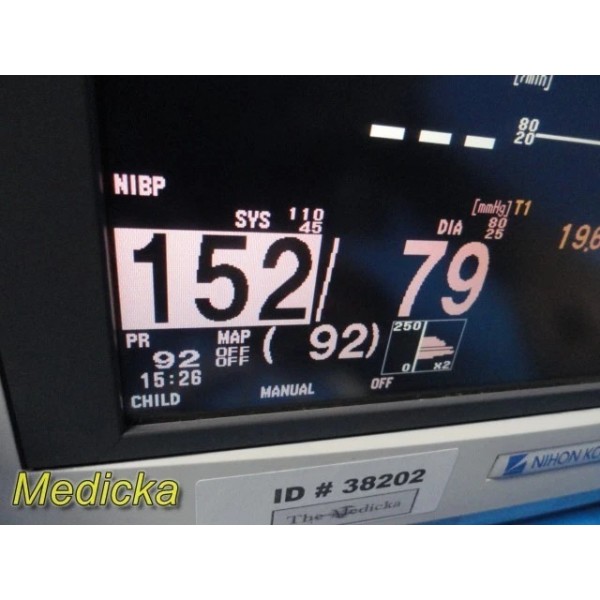 [/min]
80
20
NIBP
[mmHg] T1
SYS 110
45
DIA 80
25
152/ 79
19.6
PR 92
MAP OFF
OFF
( 92)
250
0
x2
15:26
MANUAL
OFF
CHILD
NIHON KO
Medicka
ID # 38202
The Medicka